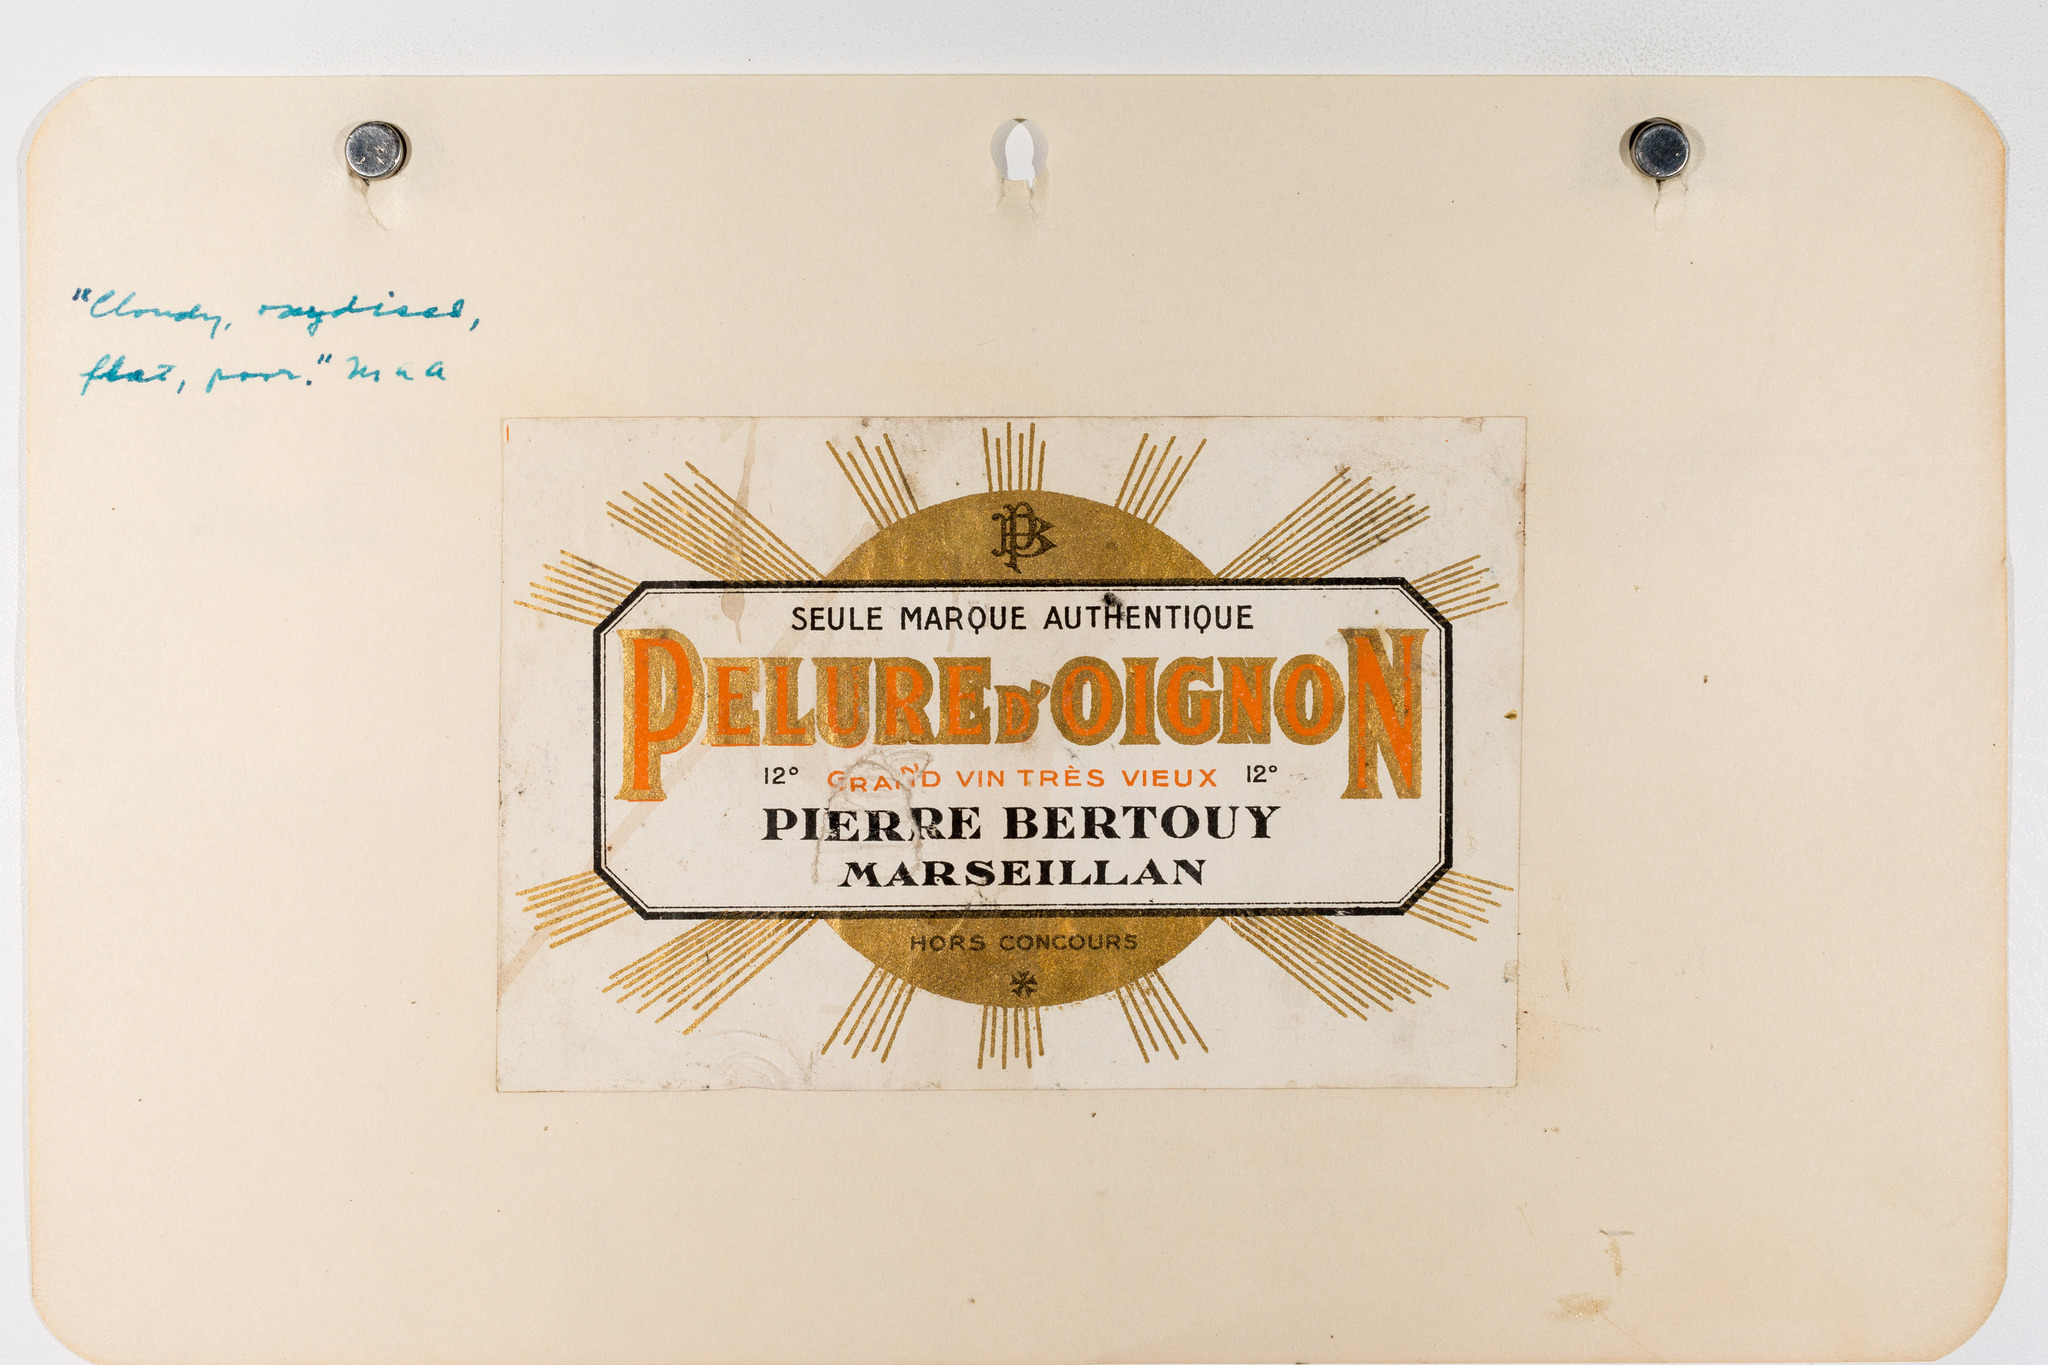 "Cloudy, oxydised,
flat, poor." M A A
PB
SEULE MARQUE AUTHENTIQUE
PELURE D'OIGNON
12° GRAND VIN TRÈS VIEUX 12°
PIERRE BERTOUY
MARSEILLAN
HORS CONCOURS